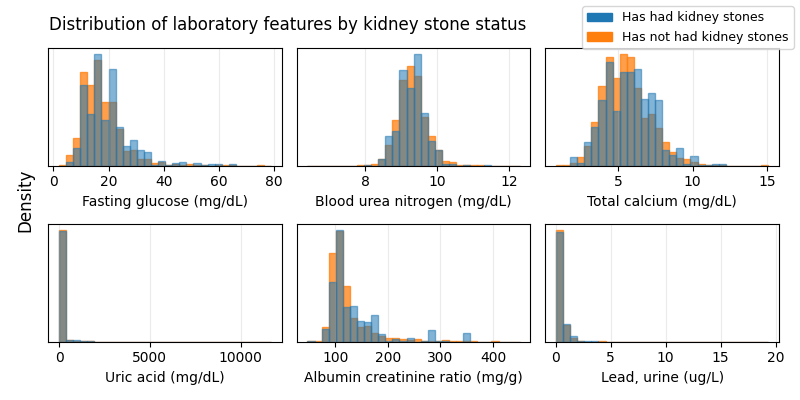 Distribution of laboratory features by kidney stone status
Has had kidney stones
Has not had kidney stones
0 20 40 60 80
Fasting glucose (mg/dL)
8 10 12
Blood urea nitrogen (mg/dL)
5 10 15
Total calcium (mg/dL)
Density
0 5000 10000
Uric acid (mg/dL)
100 200 300 400
Albumin creatinine ratio (mg/g)
0 5 10 15 20
Lead, urine (ug/L)